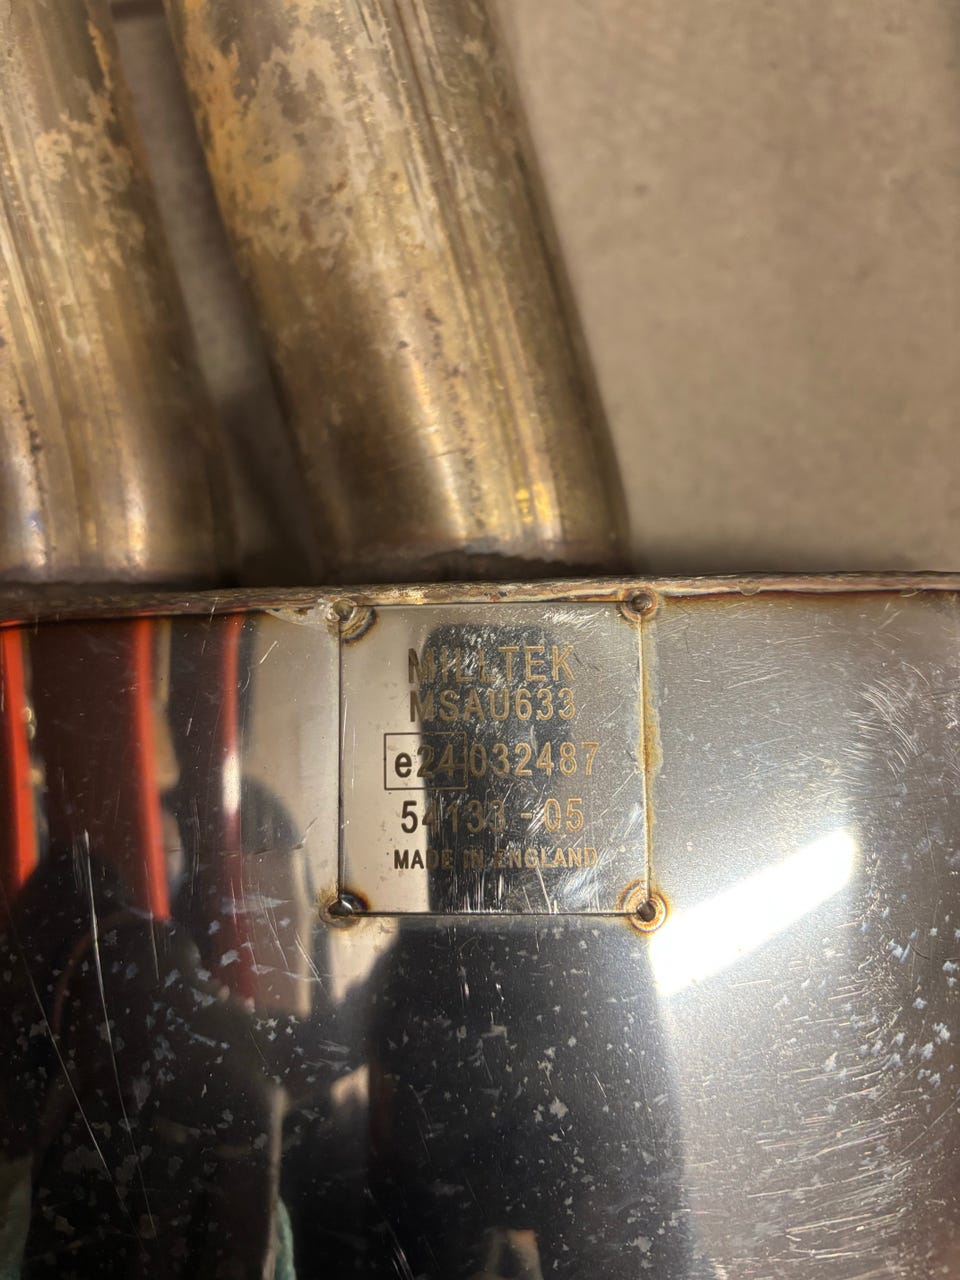 MILLTEK
MSAU633
e24 032487
54133-05
MADE IN ENGLAND